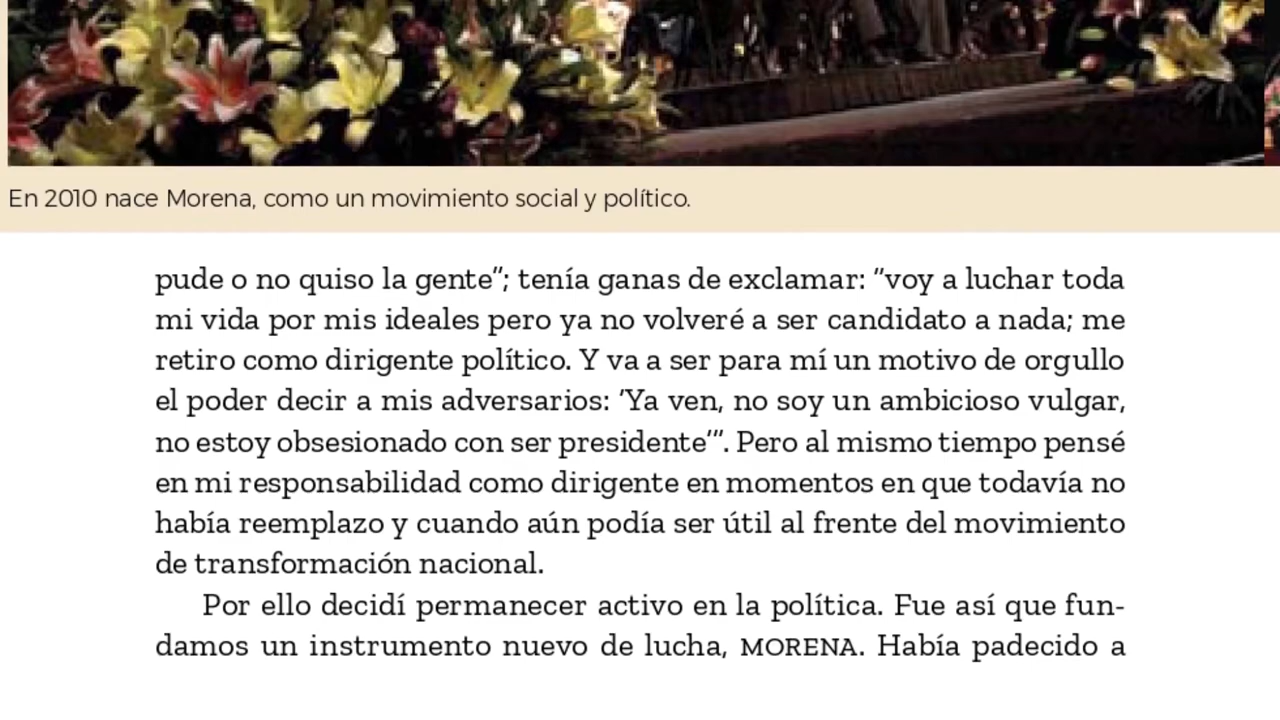 En 2010 nace Morena, como un movimiento social y político.
pude o no quiso la gente”; tenía ganas de exclamar: “voy a luchar toda
mi vida por mis ideales pero ya no volveré a ser candidato a nada; me
retiro como dirigente político. Y va a ser para mí un motivo de orgullo
el poder decir a mis adversarios: ‘Ya ven, no soy un ambicioso vulgar,
no estoy obsesionado con ser presidente’”. Pero al mismo tiempo pensé
en mi responsabilidad como dirigente en momentos en que todavía no
había reemplazo y cuando aún podía ser útil al frente del movimiento
de transformación nacional.
Por ello decidí permanecer activo en la política. Fue así que fun-
damos un instrumento nuevo de lucha, MORENA. Había padecido a